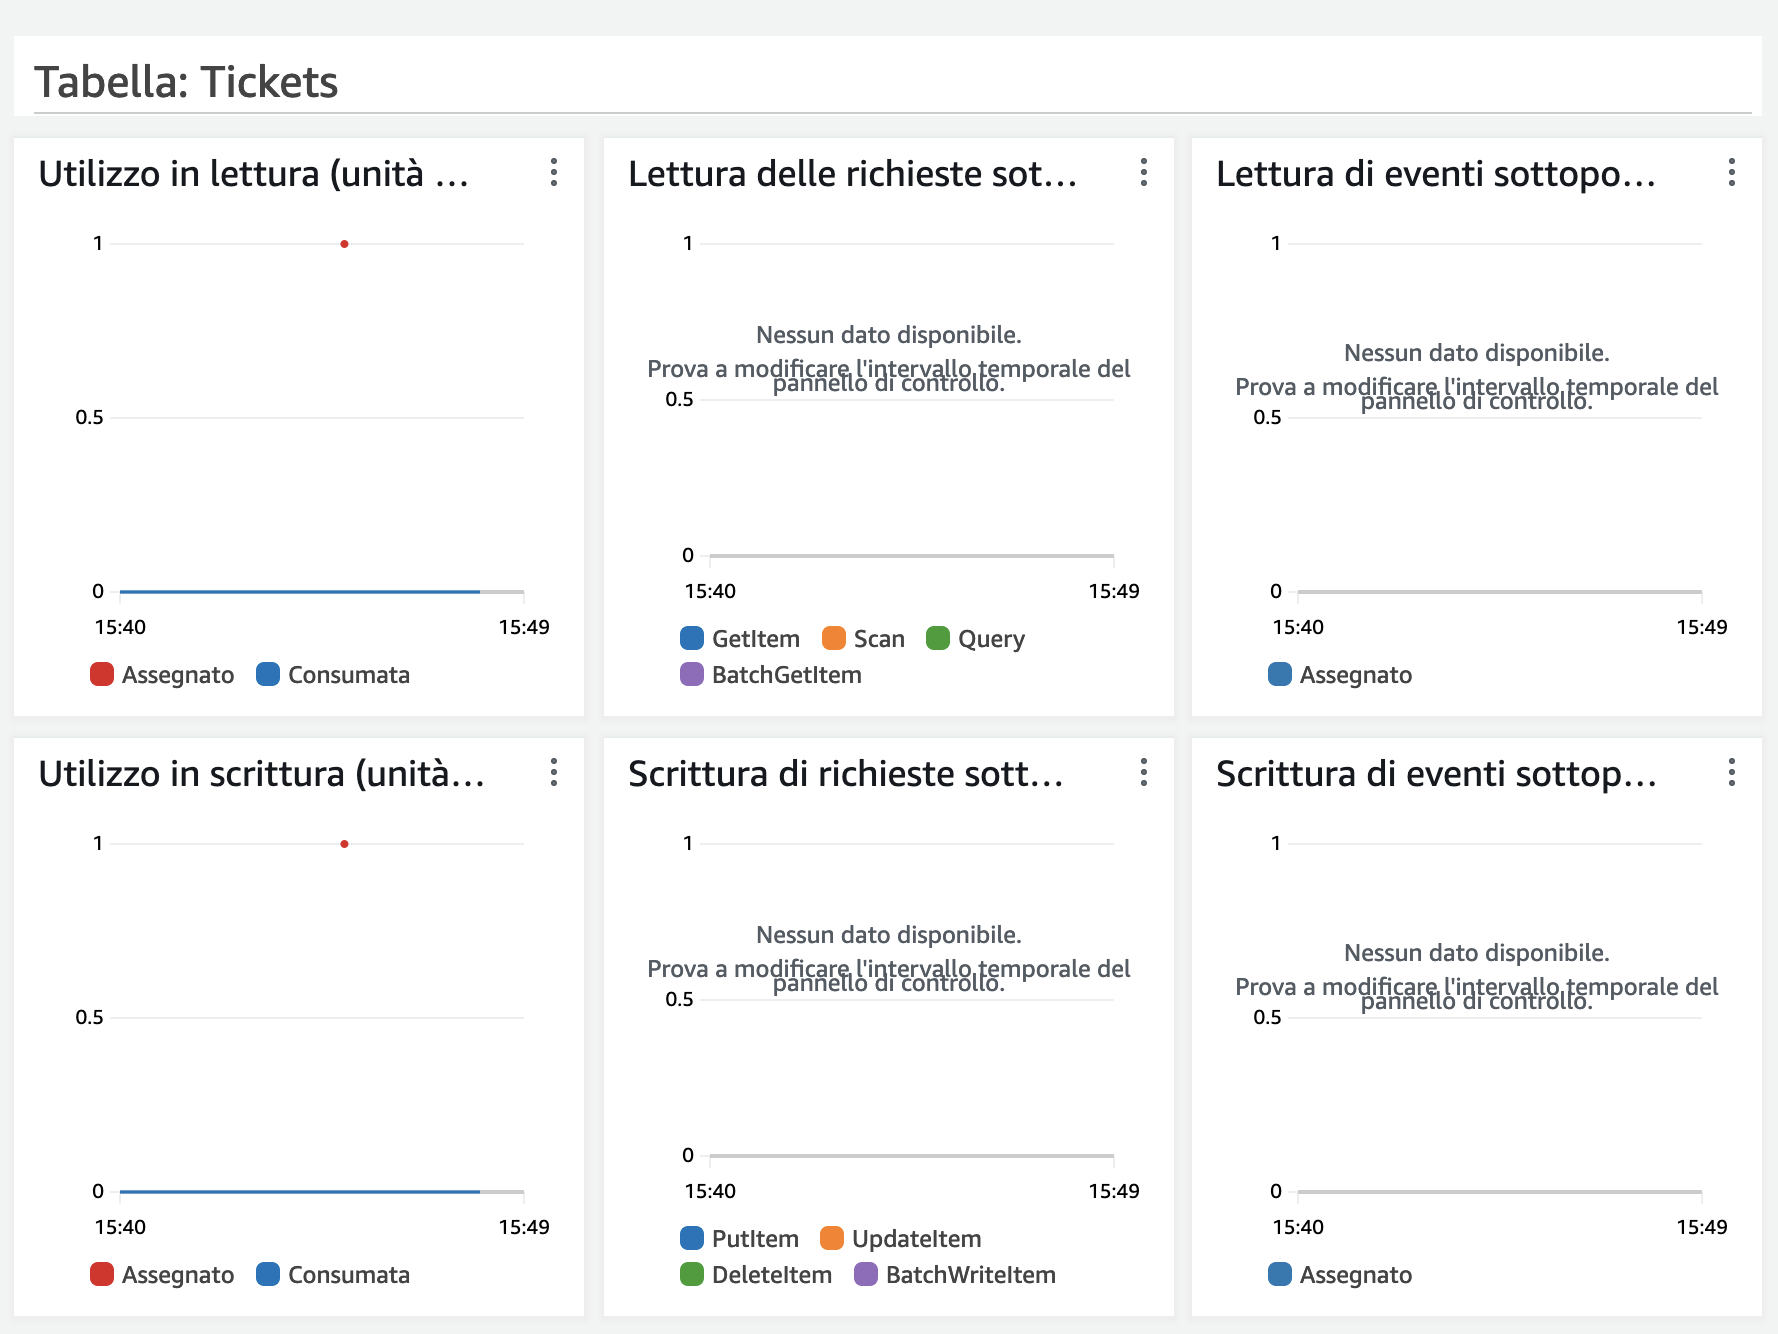 Tabella: Tickets
Utilizzo in lettura (unità ...
1
0.5
0
15:40
15:49
Assegnato
Consumata
Lettura delle richieste sot...
1
Nessun dato disponibile.
Prova a modificare l'intervallo temporale del
pannello di controllo.
0.5
0
15:40
15:49
GetItem
Scan
Query
BatchGetItem
Lettura di eventi sottopo...
1
Nessun dato disponibile.
Prova a modificare l'intervallo temporale del
pannello di controllo.
0.5
0
15:40
15:49
Assegnato
Utilizzo in scrittura (unità...
1
0.5
0
15:40
15:49
Assegnato
Consumata
Scrittura di richieste sott...
1
Nessun dato disponibile.
Prova a modificare l'intervallo temporale del
pannello di controllo.
0.5
0
15:40
15:49
PutItem
UpdateItem
DeleteItem
BatchWriteItem
Scrittura di eventi sottop...
1
Nessun dato disponibile.
Prova a modificare l'intervallo temporale del
pannello di controllo.
0.5
0
15:40
15:49
Assegnato